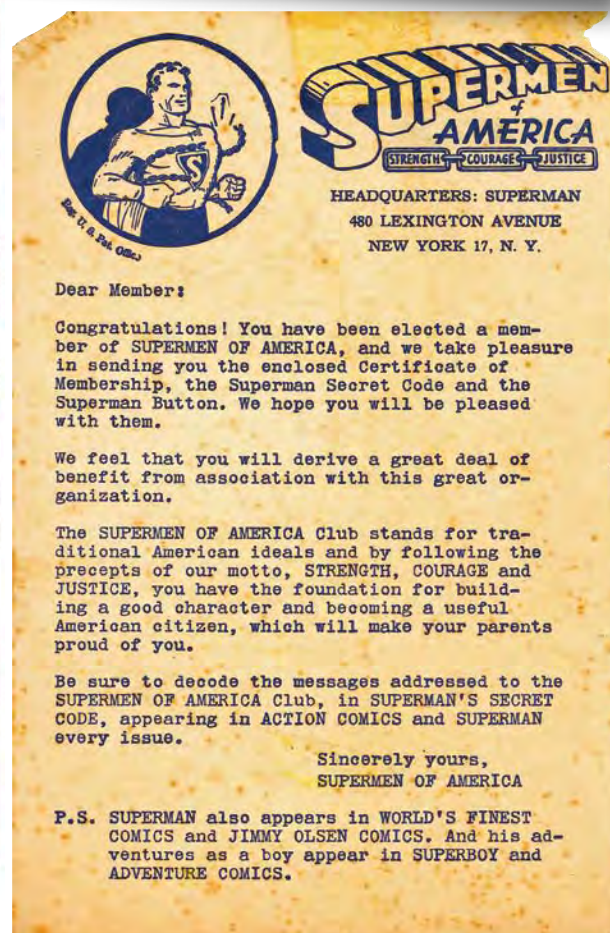 S
Reg. U. S. Pat. Office
SUPERMEN
of
AMERICA
STRENGTH COURAGE JUSTICE
HEADQUARTERS: SUPERMAN
480 LEXINGTON AVENUE
NEW YORK 17, N. Y.
Dear Member:
Congratulations! You have been elected a mem-
ber of SUPERMEN OF AMERICA, and we take pleasure
in sending you the enclosed Certificate of
Membership, the Superman Secret Code and the
Superman Button. We hope you will be pleased
with them.
We feel that you will derive a great deal of
benefit from association with this great or-
ganization.
The SUPERMEN OF AMERICA Club stands for tra-
ditional American ideals and by following the
precepts of our motto, STRENGTH, COURAGE and
JUSTICE, you have the foundation for build-
ing a good character and becoming a useful
American citizen, which will make your parents
proud of you.
Be sure to decode the messages addressed to the
SUPERMEN OF AMERICA Club, in SUPERMAN'S SECRET
CODE, appearing in ACTION COMICS and SUPERMAN
every issue.
Sincerely yours,
SUPERMEN OF AMERICA
P.S. SUPERMAN also appears in WORLD'S FINEST
COMICS and JIMMY OLSEN COMICS. And his ad-
ventures as a boy appear in SUPERBOY and
ADVENTURE COMICS.